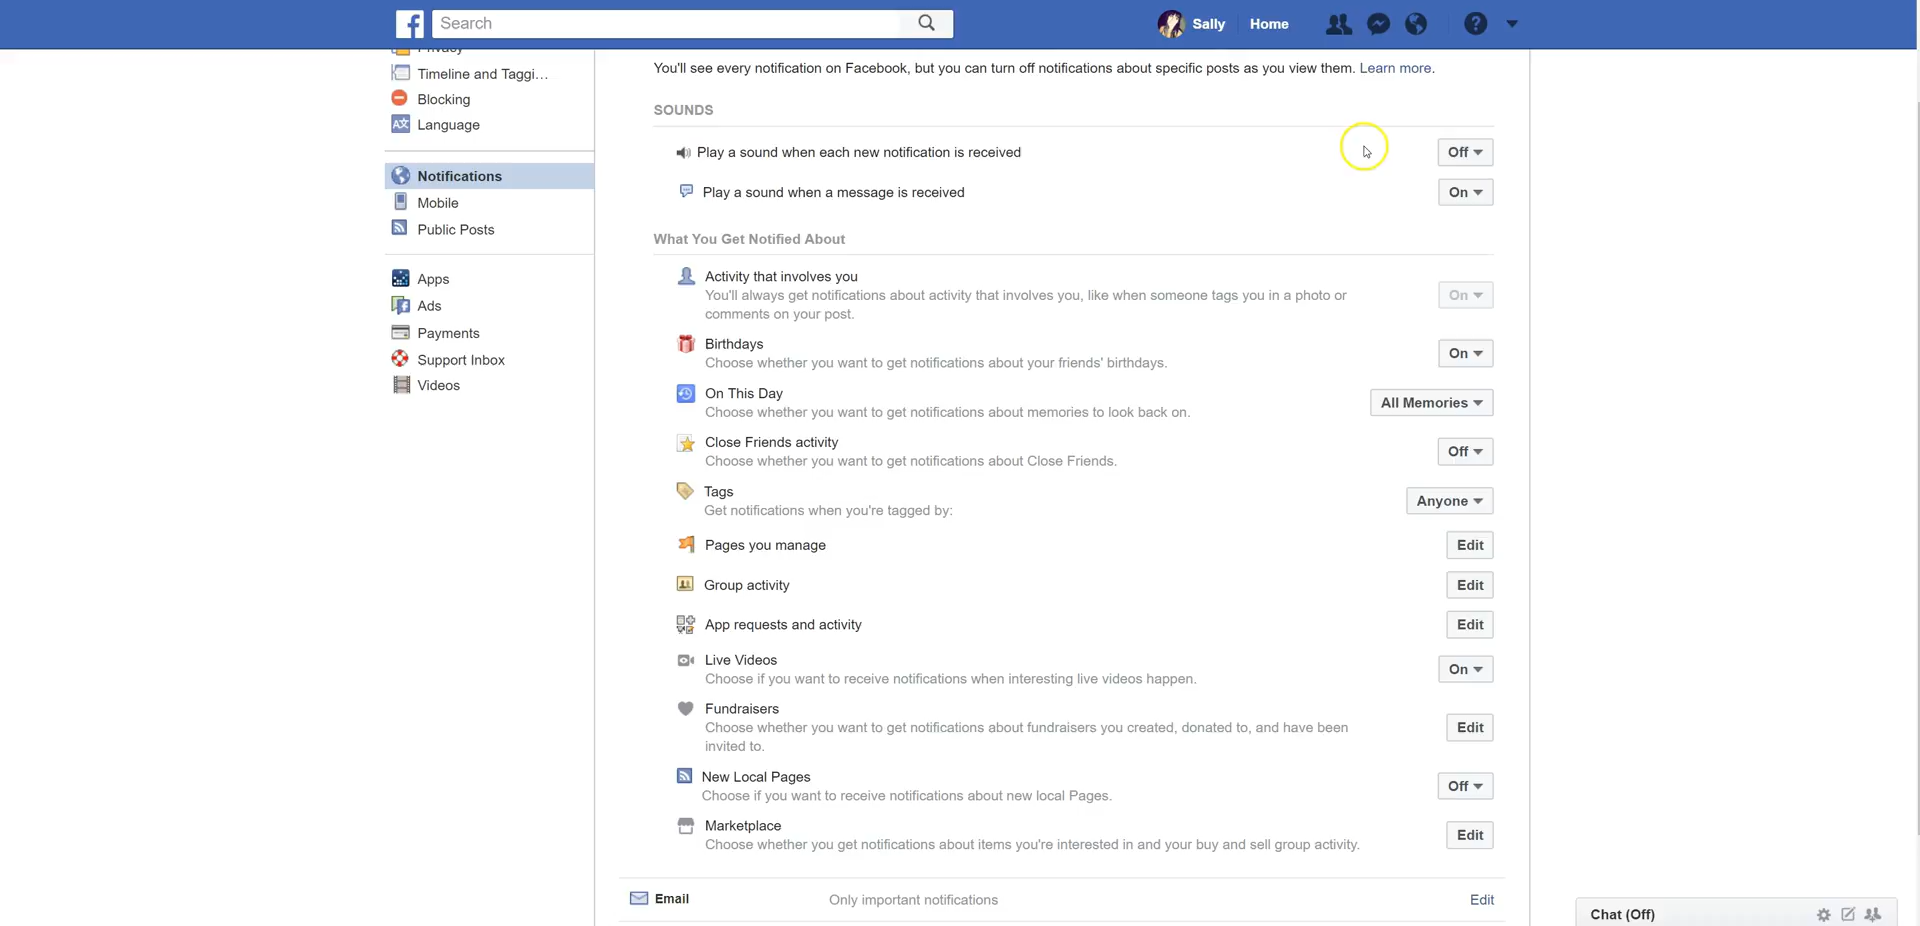 Search
Sally
Home
Privacy
Timeline and Taggi...
Blocking
Language
Notifications
Mobile
Public Posts
Apps
Ads
Payments
Support Inbox
Videos
You'll see every notification on Facebook, but you can turn off notifications about specific posts as you view them. Learn more.
SOUNDS
Play a sound when each new notification is received
Off
Play a sound when a message is received
On
What You Get Notified About
Activity that involves you
You'll always get notifications about activity that involves you, like when someone tags you in a photo or
comments on your post.
On
Birthdays
Choose whether you want to get notifications about your friends' birthdays.
On
On This Day
Choose whether you want to get notifications about memories to look back on.
All Memories
Close Friends activity
Choose whether you want to get notifications about Close Friends.
Off
Tags
Get notifications when you're tagged by:
Anyone
Pages you manage
Edit
Group activity
Edit
App requests and activity
Edit
Live Videos
Choose if you want to receive notifications when interesting live videos happen.
On
Fundraisers
Choose whether you want to get notifications about fundraisers you created, donated to, and have been
invited to.
Edit
New Local Pages
Choose if you want to receive notifications about new local Pages.
Off
Marketplace
Choose whether you get notifications about items you're interested in and your buy and sell group activity.
Edit
Email
Only important notifications
Edit
Chat (Off)